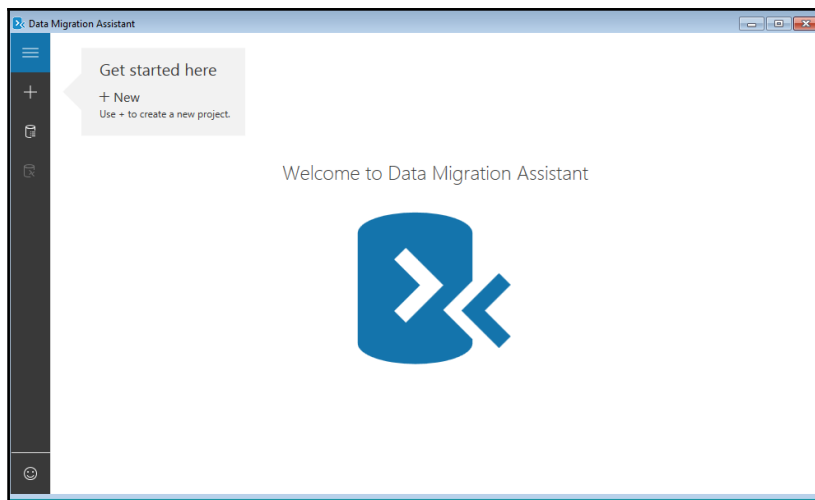 Data Migration Assistant
Get started here
+ New
Use + to create a new project.
Welcome to Data Migration Assistant